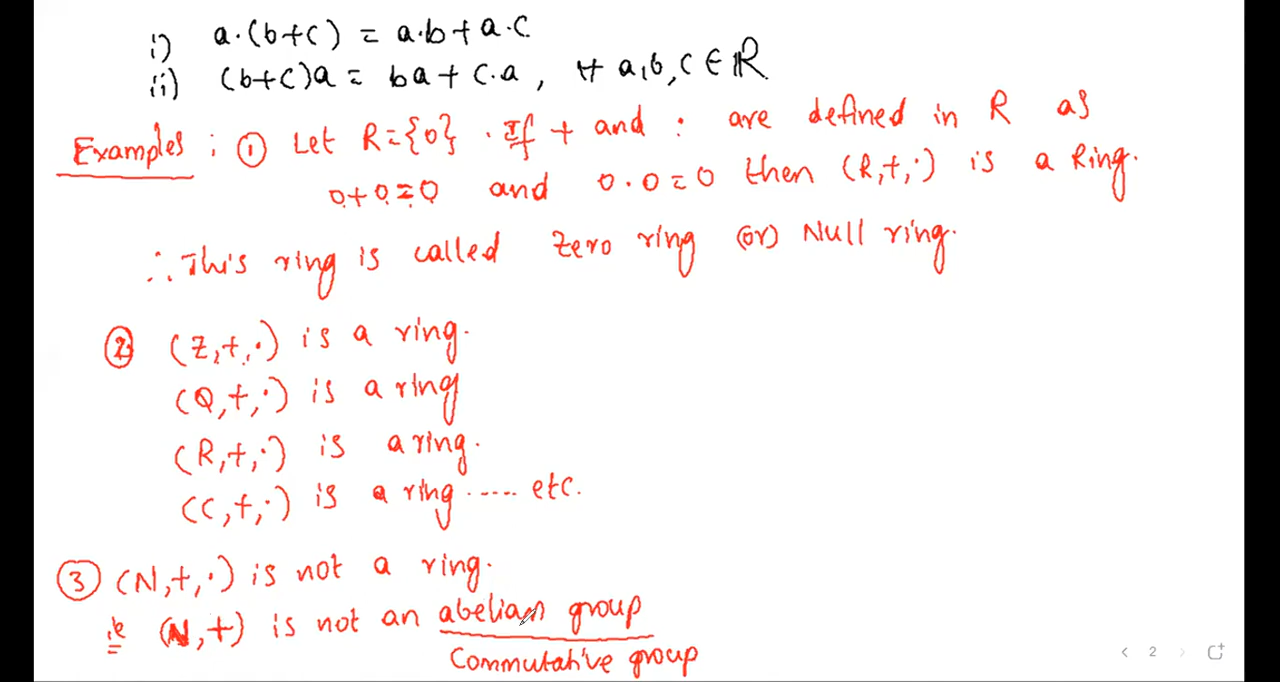 i) a·(b+c) = a·b+a·c
ii) (b+c)a = ba + c.a, ∀ a,b,c ∈ R
Examples : ① Let R={0} . If + and · are defined in R as
0+0=0 and 0.0=0 then (R,+,·) is a Ring.
∴ This ring is called Zero ring (or) Null ring.
② (Z,+,·) is a ring.
(Q,+,·) is a ring
(R,+,·) is a ring.
(C,+,·) is a ring ..... etc.
③ (N,+,·) is not a ring.
ie (N,+) is not an abelian group
Commutative group
< 2 >